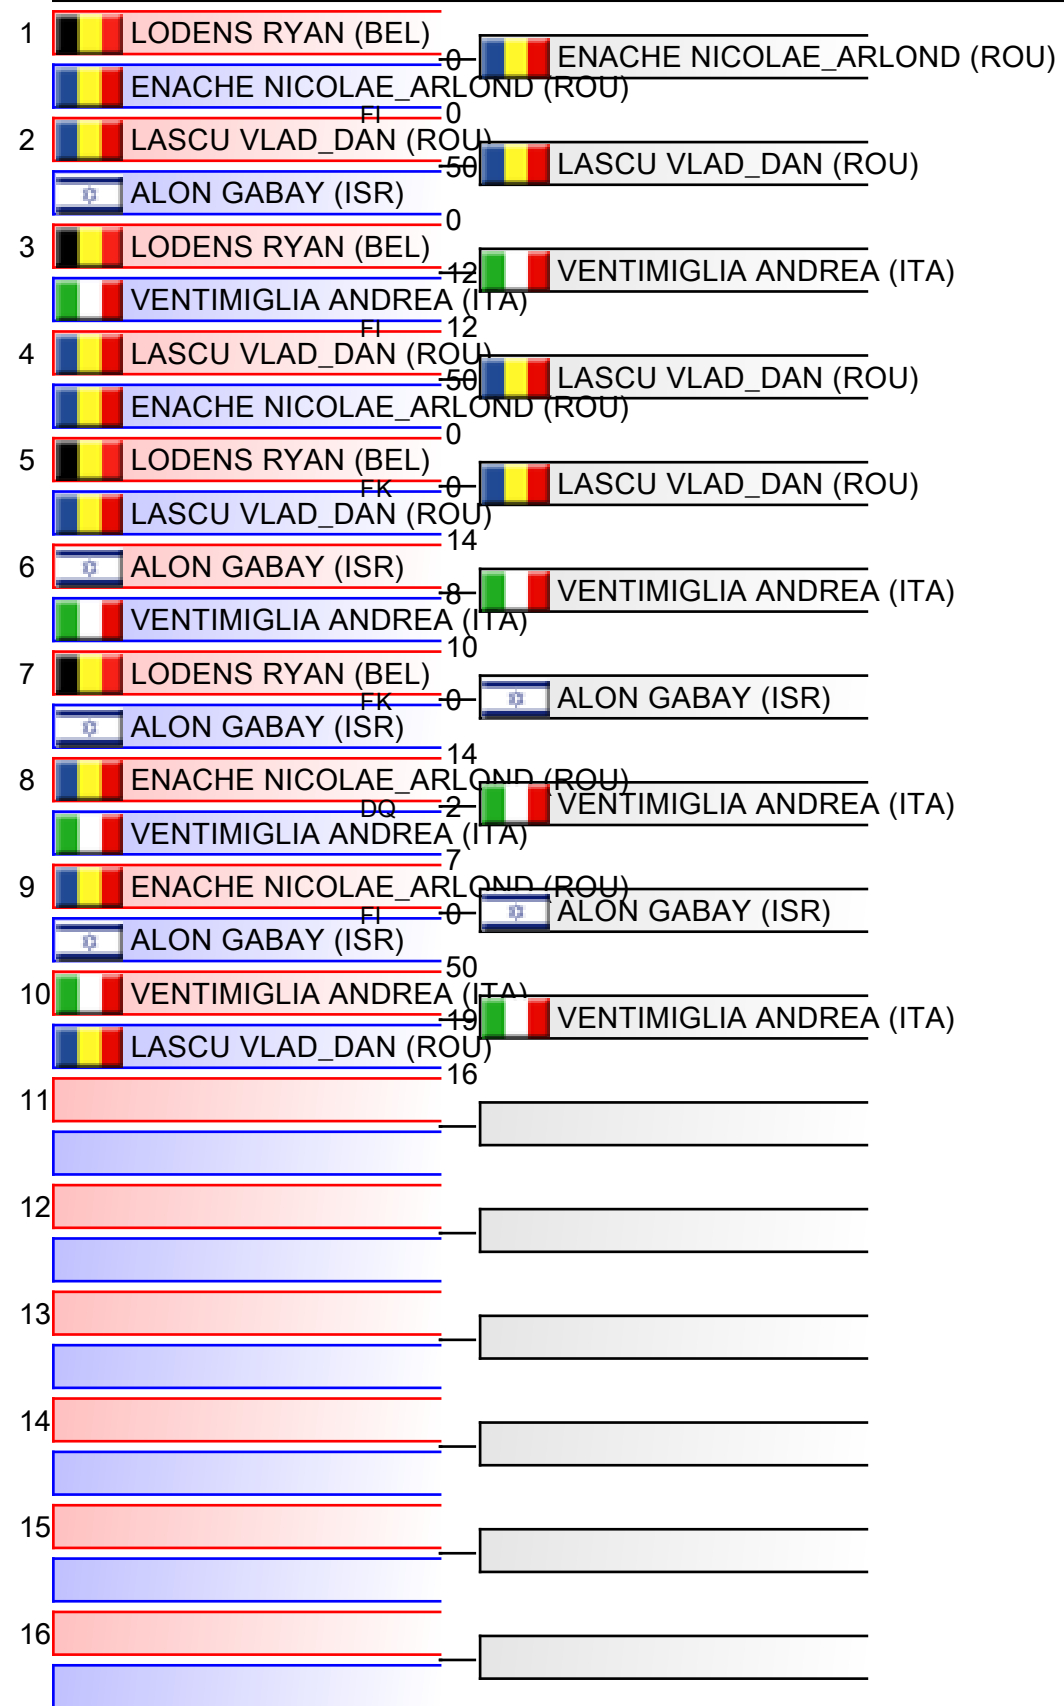 1 LODENS RYAN (BEL)
0 ENACHE NICOLAE_ARLOND (ROU)
ENACHE NICOLAE_ARLOND (ROU)
FI 0
2 LASCU VLAD_DAN (ROU)
50 LASCU VLAD_DAN (ROU)
ALON GABAY (ISR)
0
3 LODENS RYAN (BEL)
12 VENTIMIGLIA ANDREA (ITA)
VENTIMIGLIA ANDREA (ITA)
FI 12
4 LASCU VLAD_DAN (ROU)
50 LASCU VLAD_DAN (ROU)
ENACHE NICOLAE_ARLOND (ROU)
0
5 LODENS RYAN (BEL)
FK 0 LASCU VLAD_DAN (ROU)
LASCU VLAD_DAN (ROU)
14
6 ALON GABAY (ISR)
8 VENTIMIGLIA ANDREA (ITA)
VENTIMIGLIA ANDREA (ITA)
10
7 LODENS RYAN (BEL)
FK 0 ALON GABAY (ISR)
ALON GABAY (ISR)
14
8 ENACHE NICOLAE_ARLOND (ROU)
DQ 2 VENTIMIGLIA ANDREA (ITA)
VENTIMIGLIA ANDREA (ITA)
7
9 ENACHE NICOLAE_ARLOND (ROU)
FI 0 ALON GABAY (ISR)
ALON GABAY (ISR)
50
10 VENTIMIGLIA ANDREA (ITA)
19 VENTIMIGLIA ANDREA (ITA)
LASCU VLAD_DAN (ROU)
16
11
12
13
14
15
16